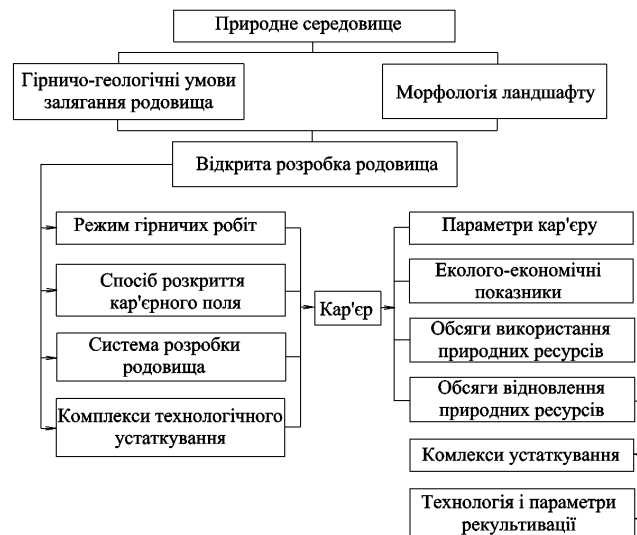 Природне середовище
Гірничо-геологічні умови
залягання родовища
Морфологія ландшафту
Відкрита розробка родовища
Режим гірничих робіт
Спосіб розкриття
кар'єрного поля
Система розробки
родовища
Комплекси технологічного
устаткування
Кар'єр
Параметри кар'єру
Еколого-економічні
показники
Обсяги використання
природних ресурсів
Обсяги відновлення
природних ресурсів
Комлекси устаткування
Технологія і параметри
рекультивації